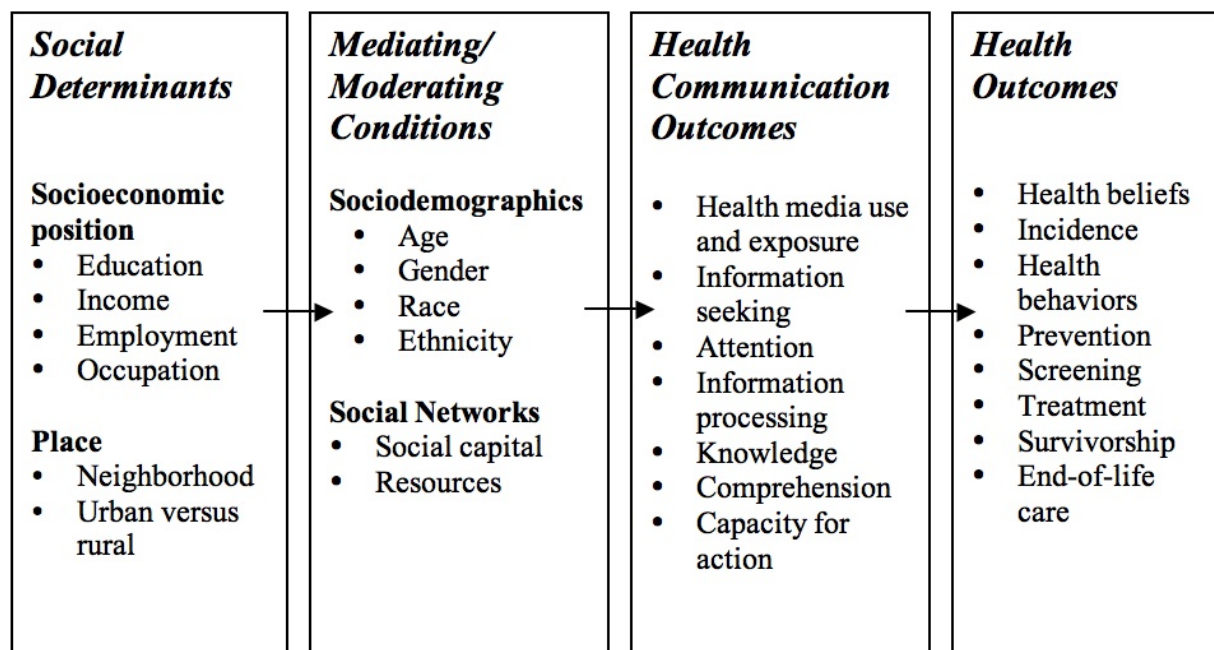 Social
Determinants
Socioeconomic
position
• Education
• Income
• Employment
• Occupation
Place
• Neighborhood
• Urban versus
rural
Mediating/
Moderating
Conditions
Sociodemographics
• Age
• Gender
• Race
• Ethnicity
Social Networks
• Social capital
• Resources
Health
Communication
Outcomes
• Health media use
and exposure
• Information
seeking
• Attention
• Information
processing
• Knowledge
• Comprehension
• Capacity for
action
Health
Outcomes
• Health beliefs
• Incidence
• Health
behaviors
• Prevention
• Screening
• Treatment
• Survivorship
• End-of-life
care